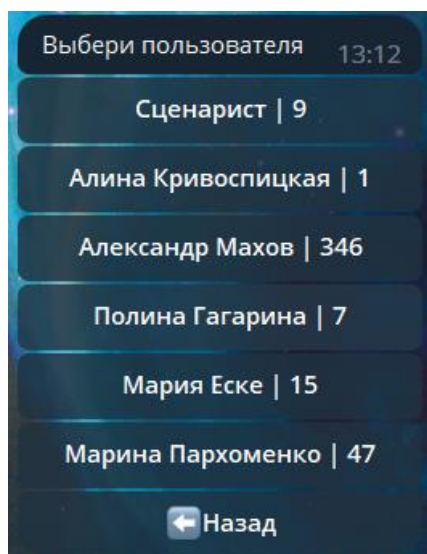 Выбери пользователя 13:12
Сценарист | 9
Алина Кривоспицкая | 1
Александр Махов | 346
Полина Гагарина | 7
Мария Еске | 15
Марина Пархоменко | 47
⬅️Назад